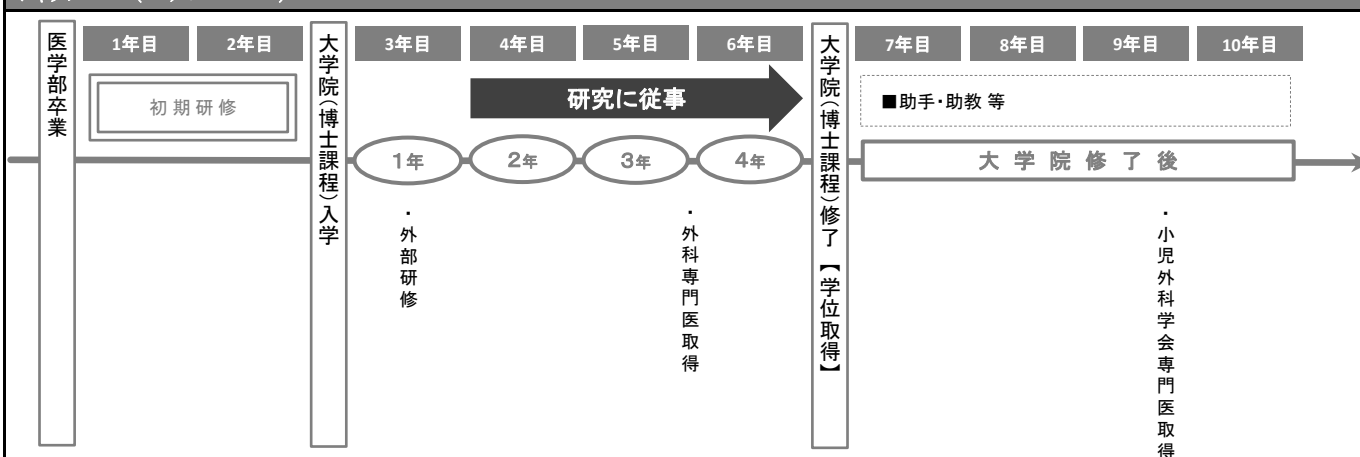 医学部卒業
1年目
2年目
初期研修
大学院(博士課程)入学
3年目
4年目
5年目
6年目
研究に従事
1年
2年
3年
4年
・外部研修
・外科専門医取得
大学院(博士課程)修了【学位取得】
7年目
8年目
9年目
10年目
■助手・助教 等
大学院修了後
・小児外科学会専門医取得